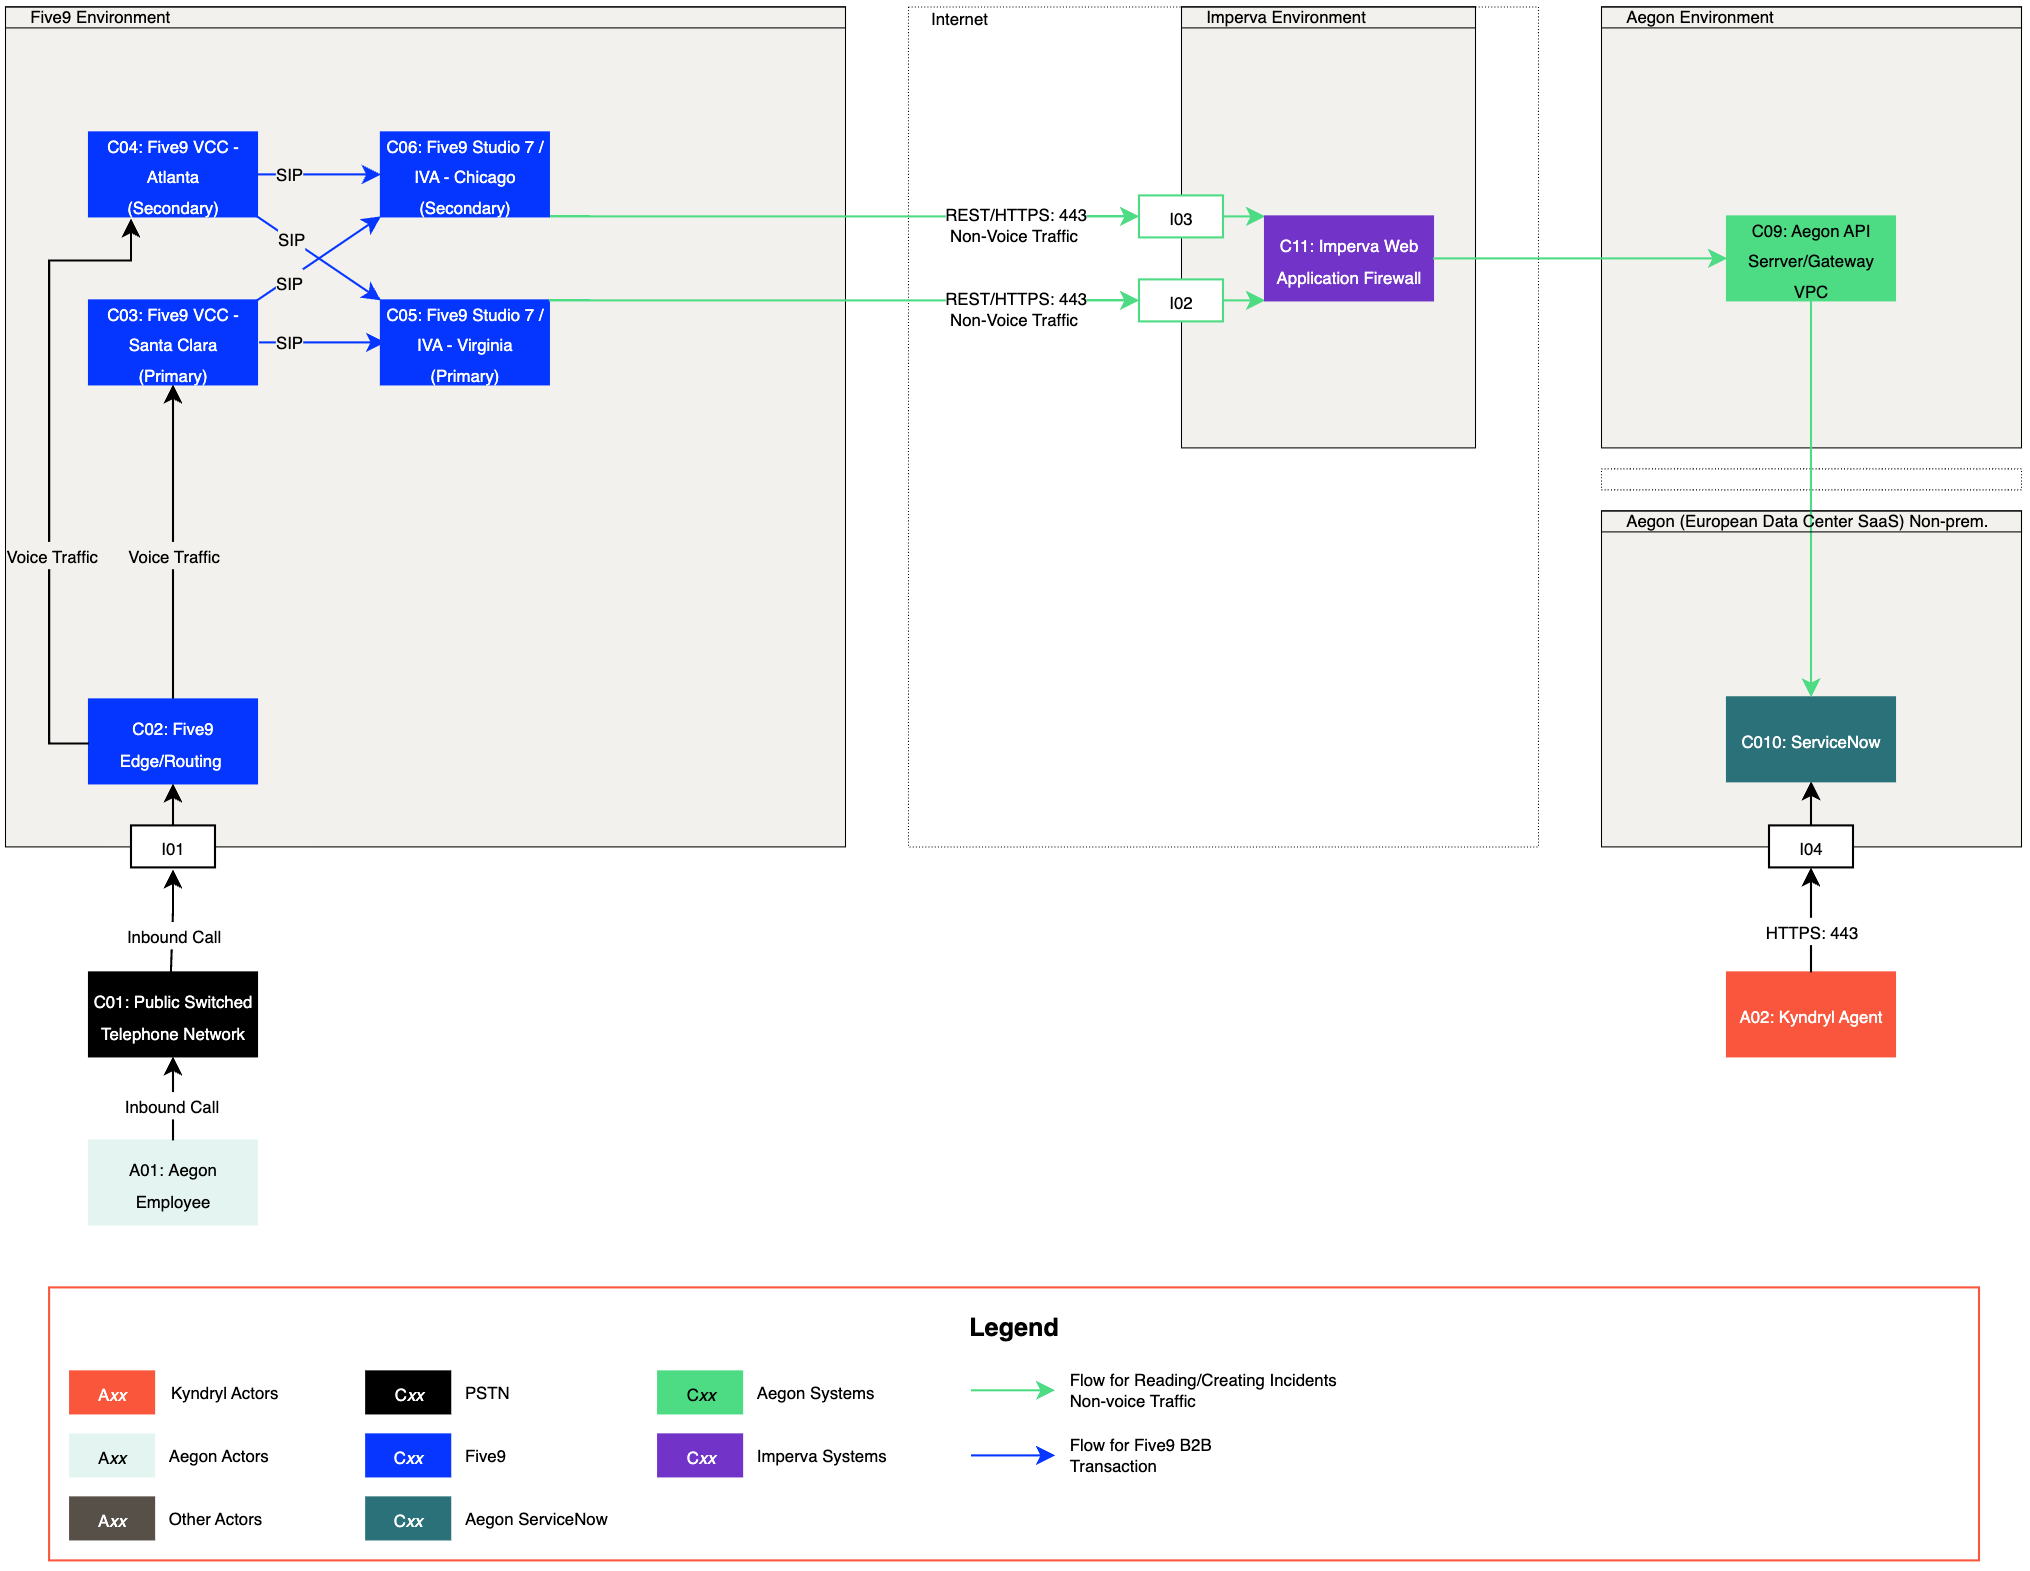 Five9 Environment
Internet
Imperva Environment
Aegon Environment
C04: Five9 VCC -
Atlanta
(Secondary)
SIP
C06: Five9 Studio 7 /
IVA - Chicago
(Secondary)
SIP
SIP
C03: Five9 VCC -
Santa Clara
(Primary)
SIP
C05: Five9 Studio 7 /
IVA - Virginia
(Primary)
REST/HTTPS: 443
Non-Voice Traffic
I03
REST/HTTPS: 443
Non-Voice Traffic
I02
C11: Imperva Web
Application Firewall
C09: Aegon API
Serrver/Gateway
VPC
Aegon (European Data Center SaaS) Non-prem.
Voice Traffic
Voice Traffic
C02: Five9
Edge/Routing
C010: ServiceNow
I01
I04
Inbound Call
HTTPS: 443
C01: Public Switched
Telephone Network
A02: Kyndryl Agent
Inbound Call
A01: Aegon
Employee
Legend
Axx
Kyndryl Actors
Cxx
PSTN
Cxx
Aegon Systems
Flow for Reading/Creating Incidents
Non-voice Traffic
Axx
Aegon Actors
Cxx
Five9
Cxx
Imperva Systems
Flow for Five9 B2B
Transaction
Axx
Other Actors
Cxx
Aegon ServiceNow